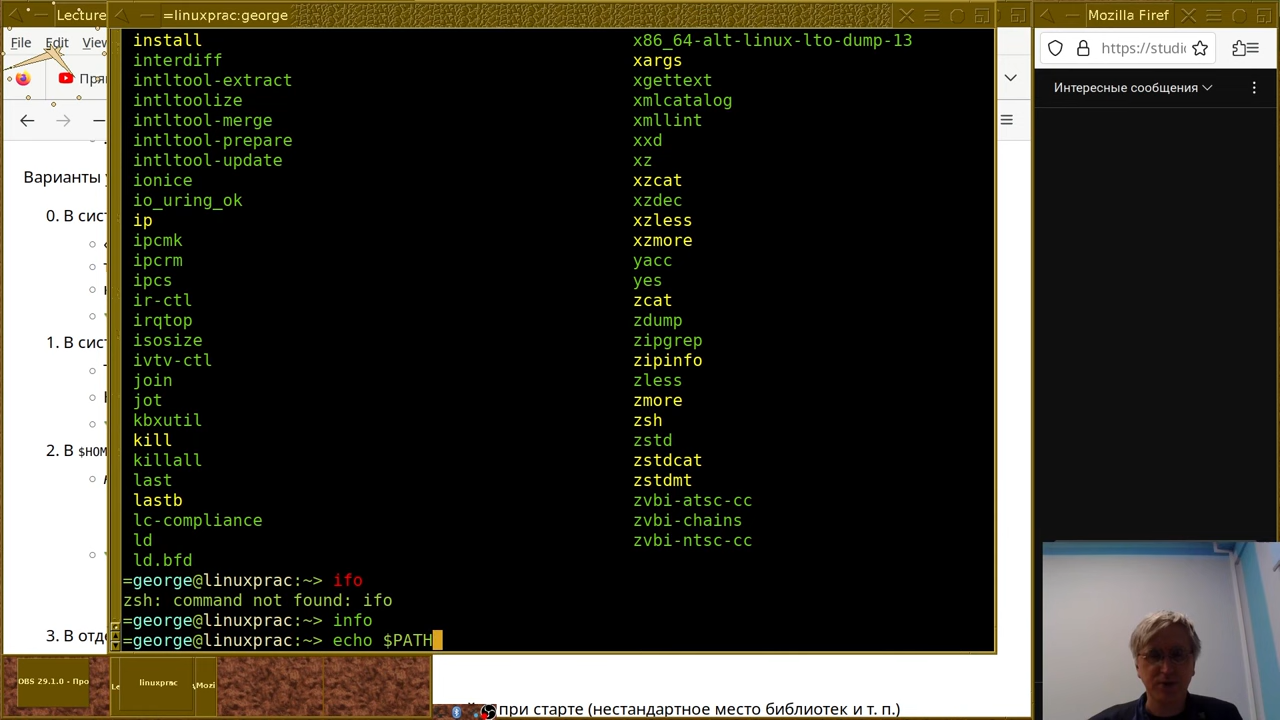 Lecture
=linuxprac:george
Mozilla Firef
File Edit View
Пря
https://studi
Интересные сообщения
Варианты
0. В сист
1. В сист
2. В $HOM
3. В отде
при старте (нестандартное место библиотек и т. п.)
install
interdiff
intltool-extract
intltoolize
intltool-merge
intltool-prepare
intltool-update
ionice
io_uring_ok
ip
ipcmk
ipcrm
ipcs
ir-ctl
irqtop
isosize
ivtv-ctl
join
jot
kbxutil
kill
killall
last
lastb
lc-compliance
ld
ld.bfd
x86_64-alt-linux-lto-dump-13
xargs
xgettext
xmlcatalog
xmllint
xxd
xz
xzcat
xzdec
xzless
xzmore
yacc
yes
zcat
zdump
zipgrep
zipinfo
zless
zmore
zsh
zstd
zstdcat
zstdmt
zvbi-atsc-cc
zvbi-chains
zvbi-ntsc-cc
=george@linuxprac:~> ifo
zsh: command not found: ifo
=george@linuxprac:~> info
=george@linuxprac:~> echo $PATH
OBS 29.1.0 - Про
linuxprac
Mozi